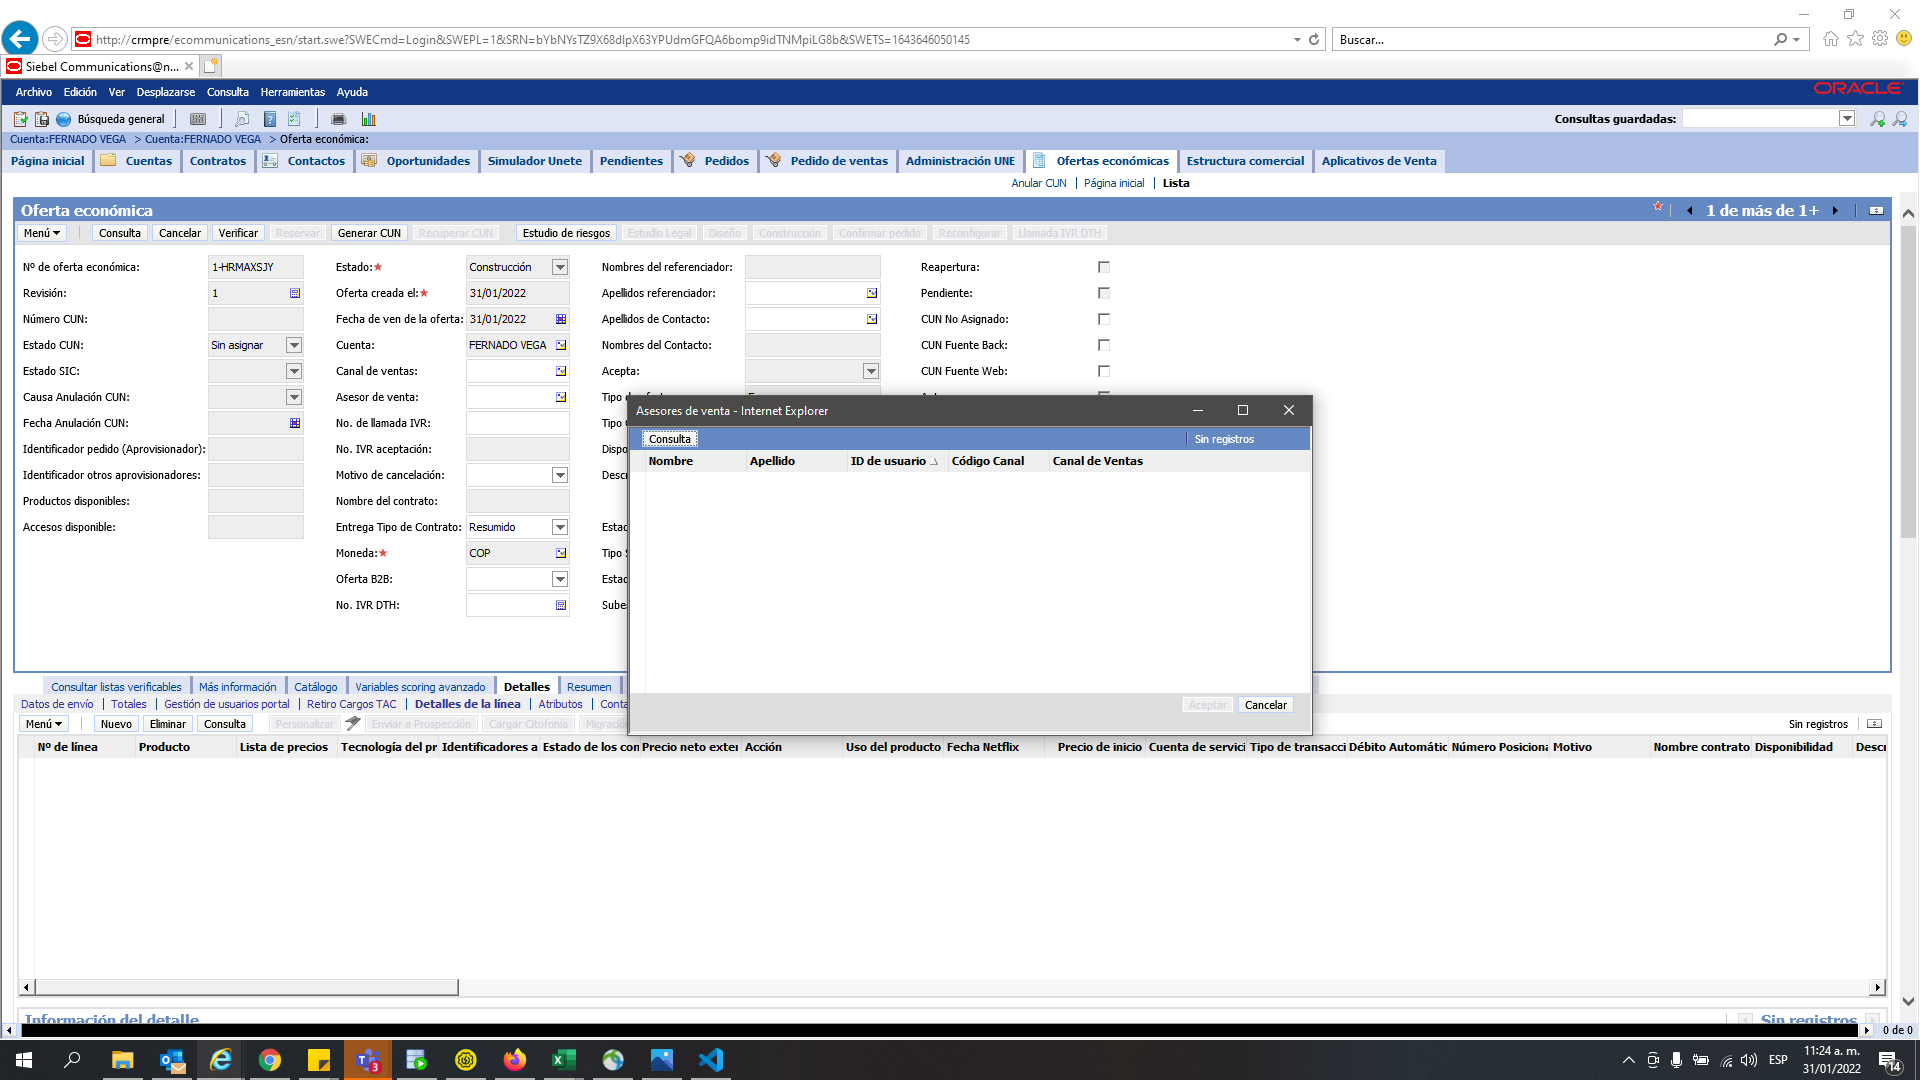 http://crmpre/ecommunications_esn/start.swe?SWECmd=Login&SWEPL=1&SRN=bYbNYsTZ9X68dlpX63YPUdmGFQA6bomp9idTNMpiLG8b&SWETS=1643646050145
Buscar...
Siebel Communications@n...
Archivo Edición Ver Desplazarse Consulta Herramientas Ayuda
ORACLE
Búsqueda general
Consultas guardadas:
Cuenta:FERNADO VEGA > Cuenta:FERNADO VEGA > Oferta económica:
Página inicial Cuentas Contratos Contactos Oportunidades Simulador Unete Pendientes Pedidos Pedido de ventas Administración UNE Ofertas económicas Estructura comercial Aplicativos de Venta
Anular CUN Página inicial Lista
Oferta económica
1 de más de 1+
Menú Consulta Cancelar Verificar Reservar Generar CUN Recuperar CUN Estudio de riesgos Estudio Legal Diseño Construcción Confirmar pedido Reconfigurar Llamada IVR DTH
Nº de oferta económica: 1-HRMAXSJY Estado: Construcción Nombres del referenciador: Reapertura:
Revisión: 1 Oferta creada el: 31/01/2022 Apellidos referenciador: Pendiente:
Número CUN: Fecha de ven de la oferta: 31/01/2022 Apellidos de Contacto: CUN No Asignado:
Estado CUN: Sin asignar Cuenta: FERNADO VEGA Nombres del Contacto: CUN Fuente Back:
Estado SIC: Canal de ventas: Acepta: CUN Fuente Web:
Causa Anulación CUN: Asesor de venta: Tipo
Fecha Anulación CUN: No. de llamada IVR: Tipo
Identificador pedido (Aprovisionador): No. IVR aceptación: Dispo
Identificador otros aprovisionadores: Motivo de cancelación: Desc
Productos disponibles: Nombre del contrato:
Accesos disponible: Entrega Tipo de Contrato: Resumido Estad
Moneda: COP Tipo
Oferta B2B: Estad
No. IVR DTH: Sube
Asesores de venta - Internet Explorer
Consulta Sin registros
Nombre Apellido ID de usuario Código Canal Canal de Ventas
Aceptar Cancelar
Consultar listas verificables Más información Catálogo Variables scoring avanzado Detalles Resumen
Datos de envío Totales Gestión de usuarios portal Retiro Cargos TAC Detalles de la línea Atributos Conta
Menú Nuevo Eliminar Consulta Personalizar Enviar a Prospección Cargar Citofonía Migració
Sin registros
Nº de línea Producto Lista de precios Tecnología del pr Identificadores a Estado de los con Precio neto exter Acción Uso del producto Fecha Netflix Precio de inicio Cuenta de servici Tipo de transacci Débito Automátic Número Posiciona Motivo Nombre contrato Disponibilidad Descr
Información del detalle
Sin registros
0 de 0
3
ESP
11:24 a. m.
31/01/2022
14